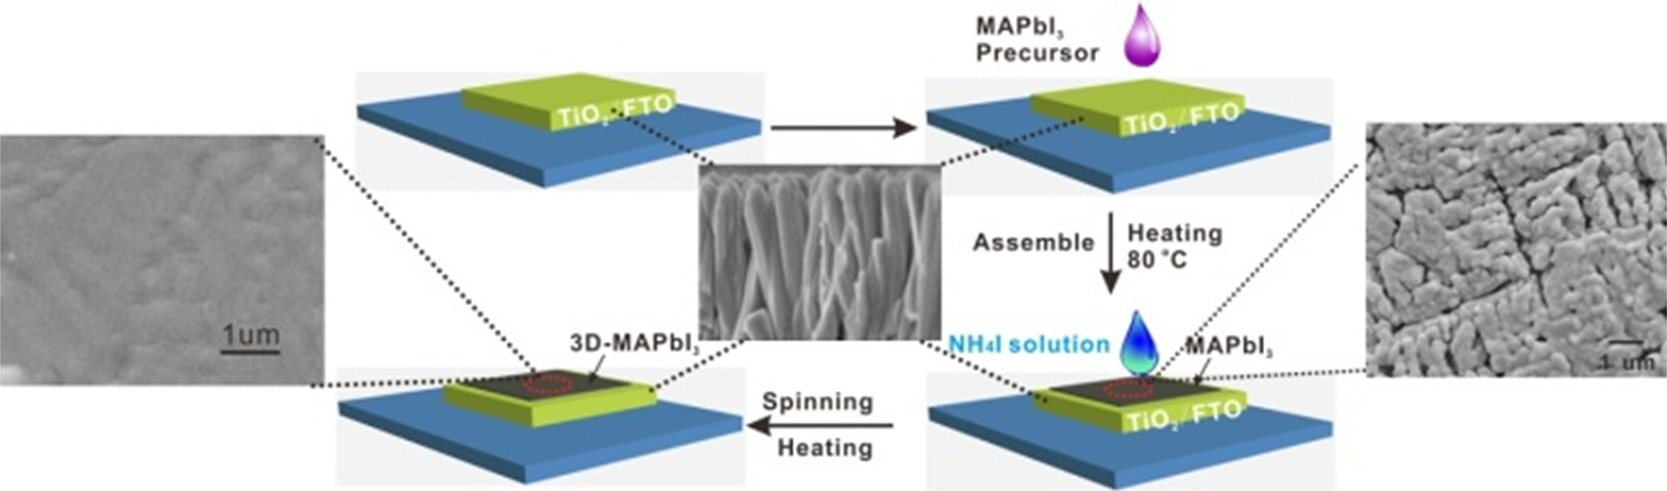 MAPbI₃
Precursor
TiO₂/FTO
TiO₂/FTO
Assemble
Heating
80 °C
1um
3D-MAPbI₃
NH₄I solution
MAPbI₃
1 um
Spinning
TiO₂/FTO
Heating